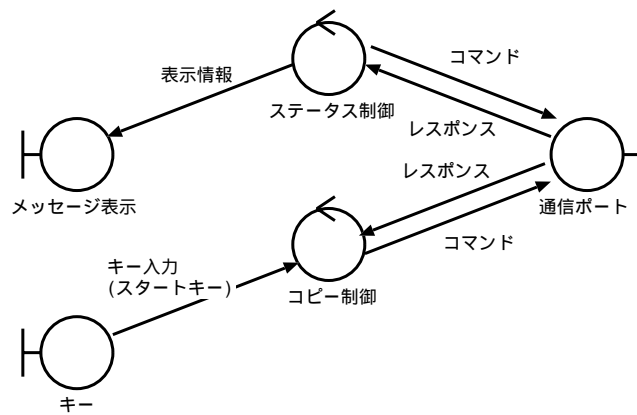 コマンド
表示情報
ステータス制御
レスポンス
レスポンス
メッセージ表示
通信ポート
コマンド
キー入力
(スタートキー)
コピー制御
キー